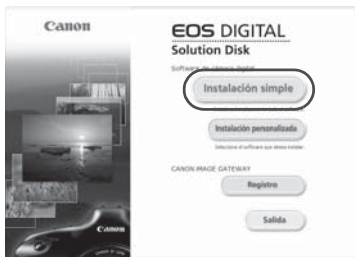 Canon
EOS DIGITAL
Solution Disk
Software de cámara digital
Instalación simple
Instalación personalizada
Seleccione el software que desea instalar.
CANON IMAGE GATEWAY
Registro
Salida
Canon